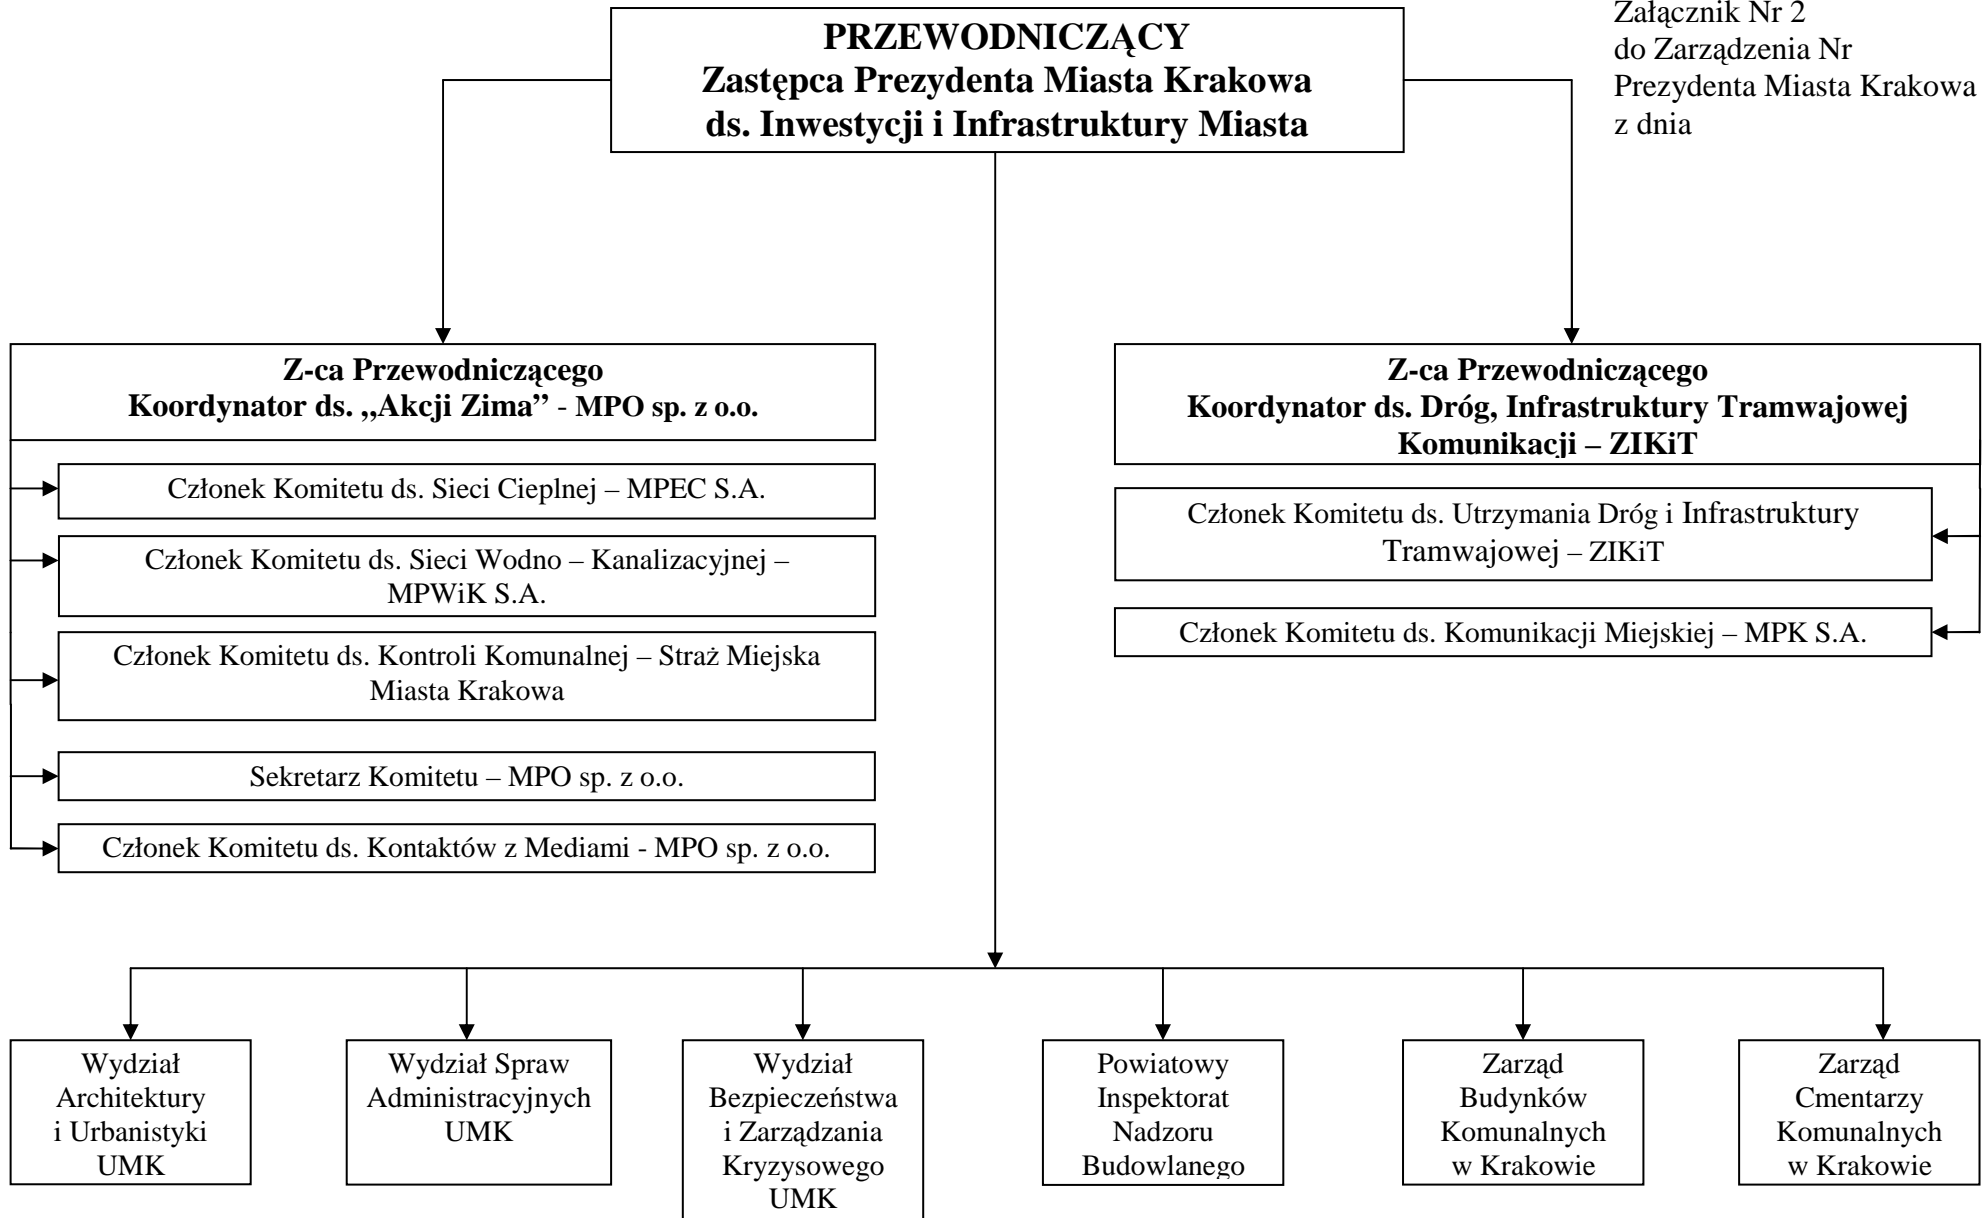 Załącznik Nr 2
do Zarządzenia Nr
Prezydenta Miasta Krakowa
z dnia
PRZEWODNICZĄCY
Zastępca Prezydenta Miasta Krakowa
ds. Inwestycji i Infrastruktury Miasta
Z-ca Przewodniczącego
Koordynator ds. „Akcji Zima” - MPO sp. z o.o.
Członek Komitetu ds. Sieci Cieplnej – MPEC S.A.
Członek Komitetu ds. Sieci Wodno – Kanalizacyjnej –
MPWiK S.A.
Członek Komitetu ds. Kontroli Komunalnej – Straż Miejska
Miasta Krakowa
Sekretarz Komitetu – MPO sp. z o.o.
Członek Komitetu ds. Kontaktów z Mediami - MPO sp. z o.o.
Z-ca Przewodniczącego
Koordynator ds. Dróg, Infrastruktury Tramwajowej
Komunikacji – ZIKiT
Członek Komitetu ds. Utrzymania Dróg i Infrastruktury
Tramwajowej – ZIKiT
Członek Komitetu ds. Komunikacji Miejskiej – MPK S.A.
Wydział
Architektury
i Urbanistyki
UMK
Wydział Spraw
Administracyjnych
UMK
Wydział
Bezpieczeństwa
i Zarządzania
Kryzysowego
UMK
Powiatowy
Inspektorat
Nadzoru
Budowlanego
Zarząd
Budynków
Komunalnych
w Krakowie
Zarząd
Cmentarzy
Komunalnych
w Krakowie